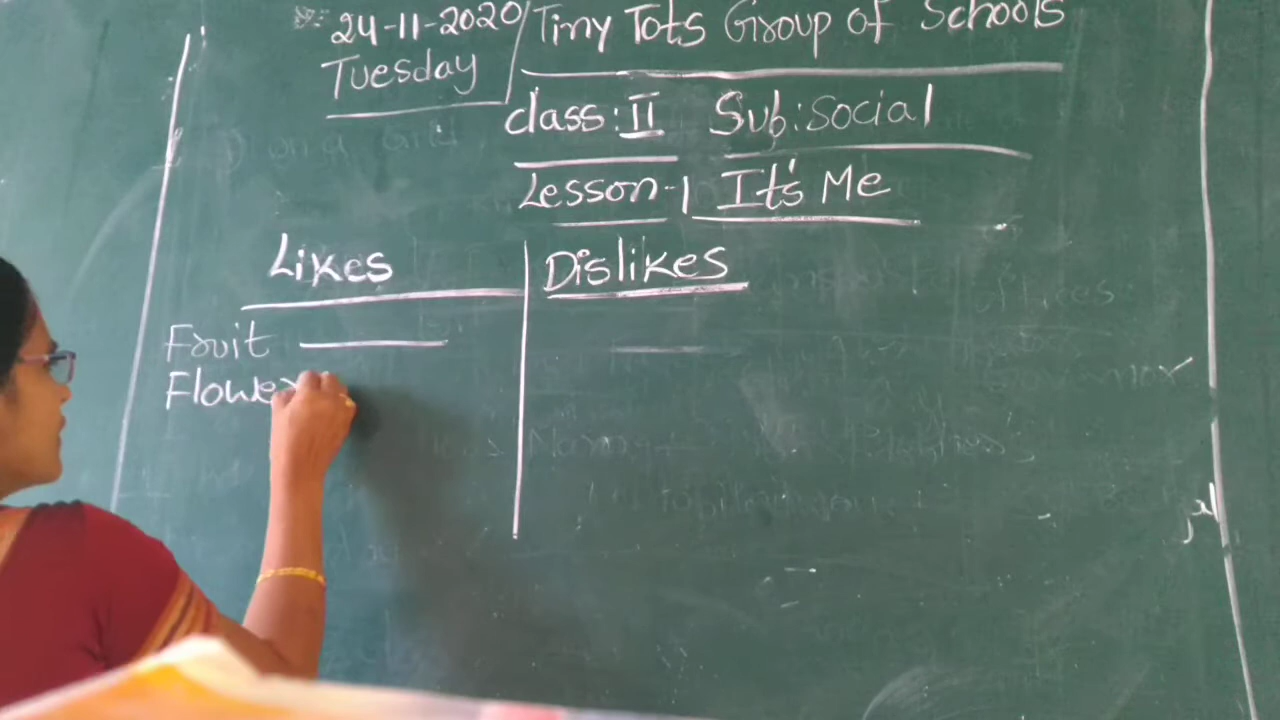 24-11-2020 Tiny Tots Group of Schools
Tuesday
class: II Sub: Social
Lesson-1 It's Me
Likes Dislikes
Fruit
Flower